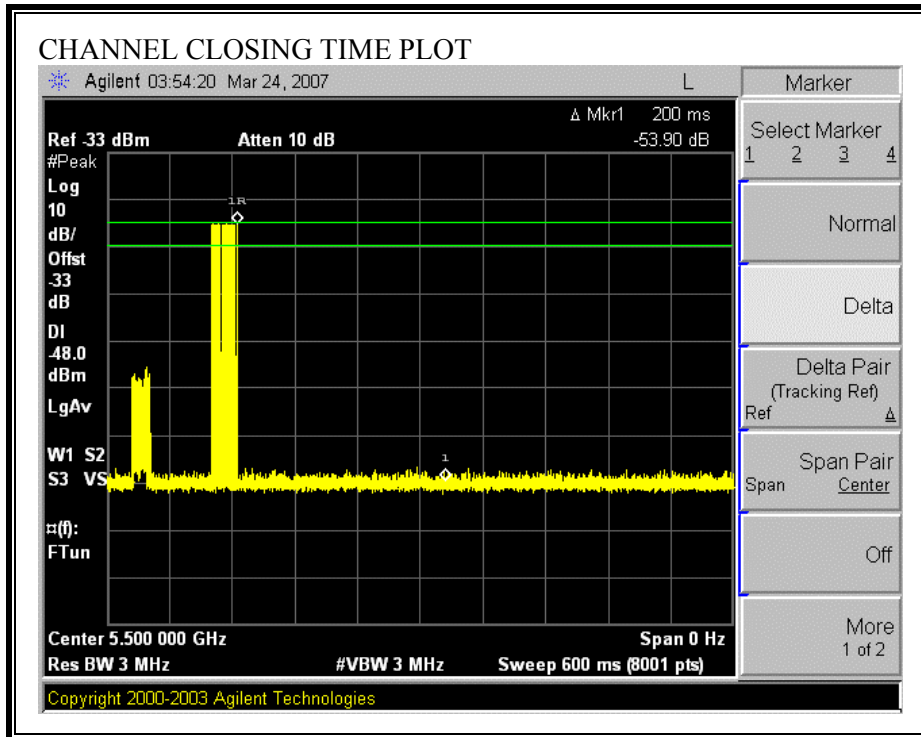 CHANNEL CLOSING TIME PLOT
Agilent 03:54:20 Mar 24, 2007
L
Marker
Δ Mkr1 200 ms
-53.90 dB
Ref -33 dBm
Atten 10 dB
#Peak
Log
10
dB/
Offst
-33
dB
DI
-48.0
dBm
LgAv
W1 S2
S3 VS
¤(f):
FTun
1R
1
Center 5.500 000 GHz
Span 0 Hz
Res BW 3 MHz
#VBW 3 MHz
Sweep 600 ms (8001 pts)
Select Marker
1 2 3 4
Normal
Delta
Delta Pair
(Tracking Ref)
Ref Δ
Span Pair
Span Center
Off
More
1 of 2
Copyright 2000-2003 Agilent Technologies